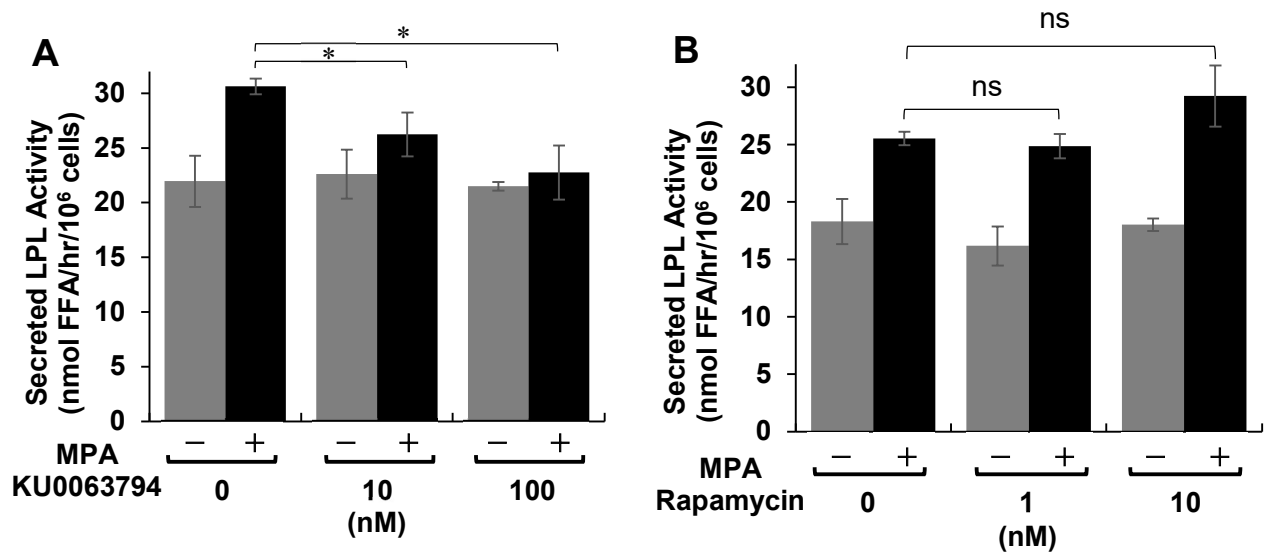 A
Secreted LPL Activity
(nmol FFA/hr/10⁶ cells)
30
25
20
15
10
5
0
*
*
MPA
− + − + − +
KU0063794
0 10 100
(nM)
B
Secreted LPL Activity
(nmol FFA/hr/10⁶ cells)
30
25
20
15
10
5
0
ns
ns
MPA
− + − + − +
Rapamycin
0 1 10
(nM)